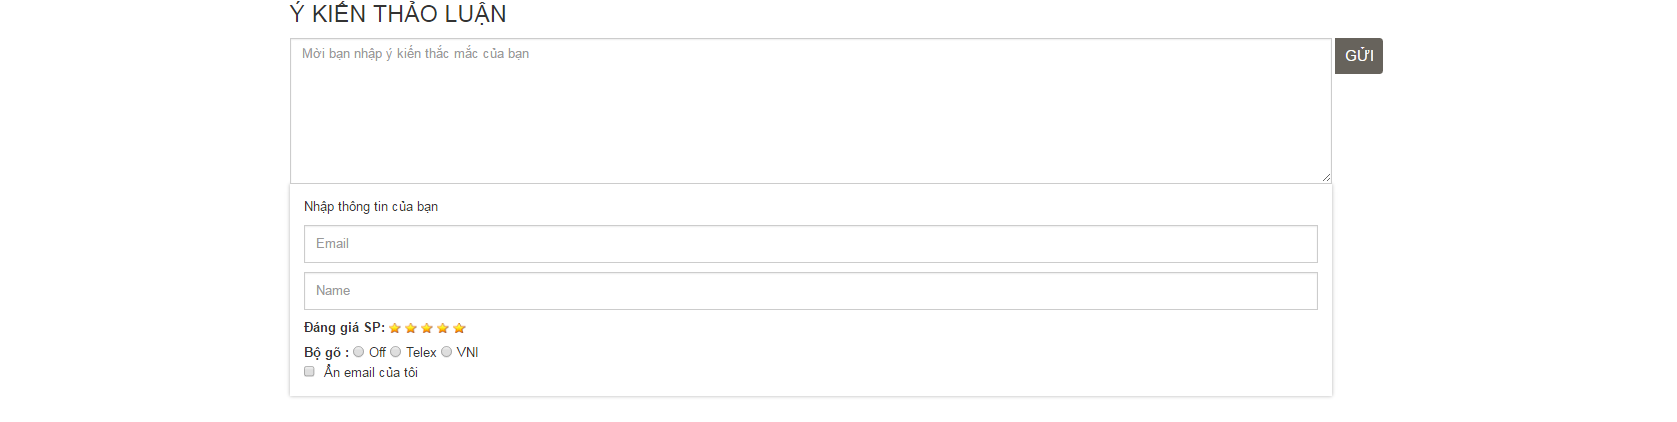 Ý KIẾN THẢO LUẬN
Mời bạn nhập ý kiến thắc mắc của bạn
GỬI
Nhập thông tin của bạn
Email
Name
Đáng giá SP:
Bộ gõ : Off Telex VNI
Ẩn email của tôi